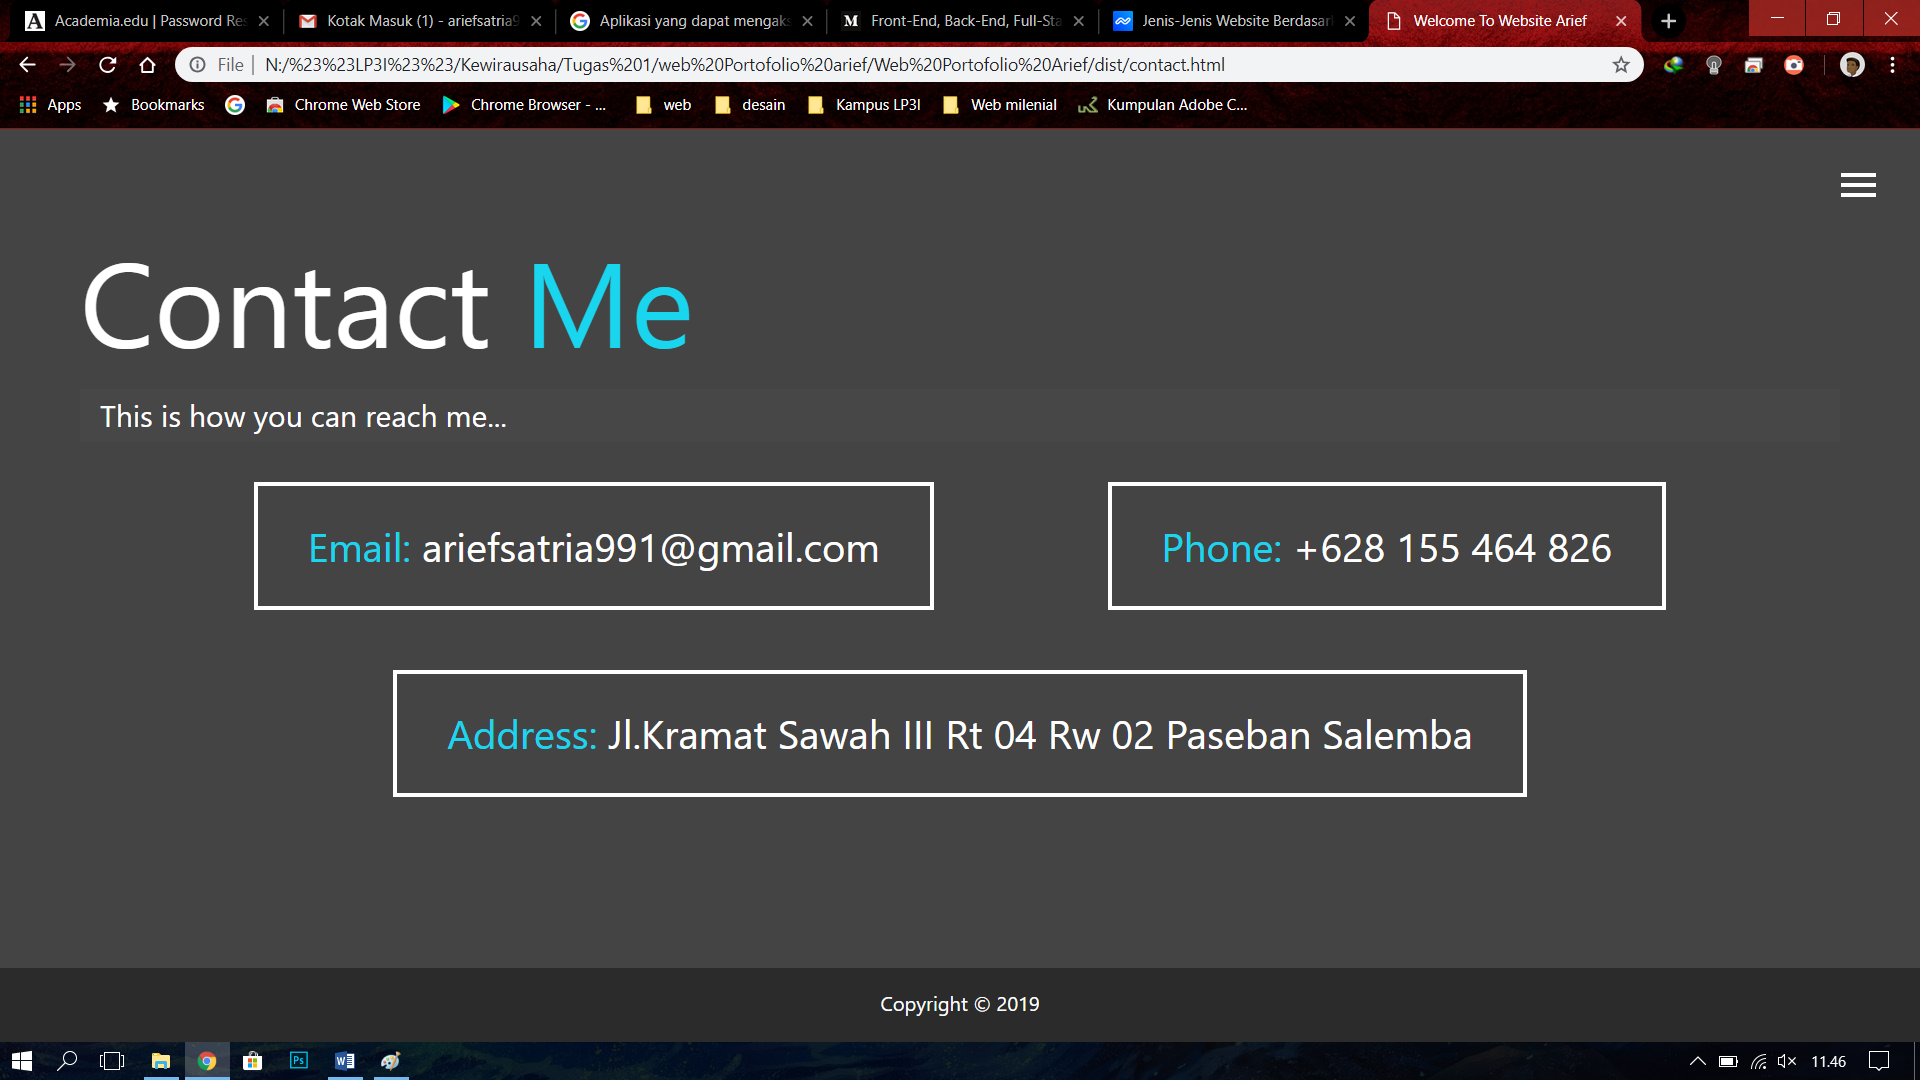 Academia.edu | Password Res
Kotak Masuk (1) - ariefsatria9
Aplikasi yang dapat mengaks
Front-End, Back-End, Full-Sta
Jenis-Jenis Website Berdasark
Welcome To Website Arief
File | N:/%23%23LP3I%23%23/Kewirausaha/Tugas%201/web%20Portofolio%20arief/Web%20Portofolio%20Arief/dist/contact.html
Apps Bookmarks Chrome Web Store Chrome Browser - ... web desain Kampus LP3I Web milenial Kumpulan Adobe C...
Contact Me
This is how you can reach me...
Email: ariefsatria991@gmail.com
Phone: +628 155 464 826
Address: Jl.Kramat Sawah III Rt 04 Rw 02 Paseban Salemba
Copyright © 2019
11.46